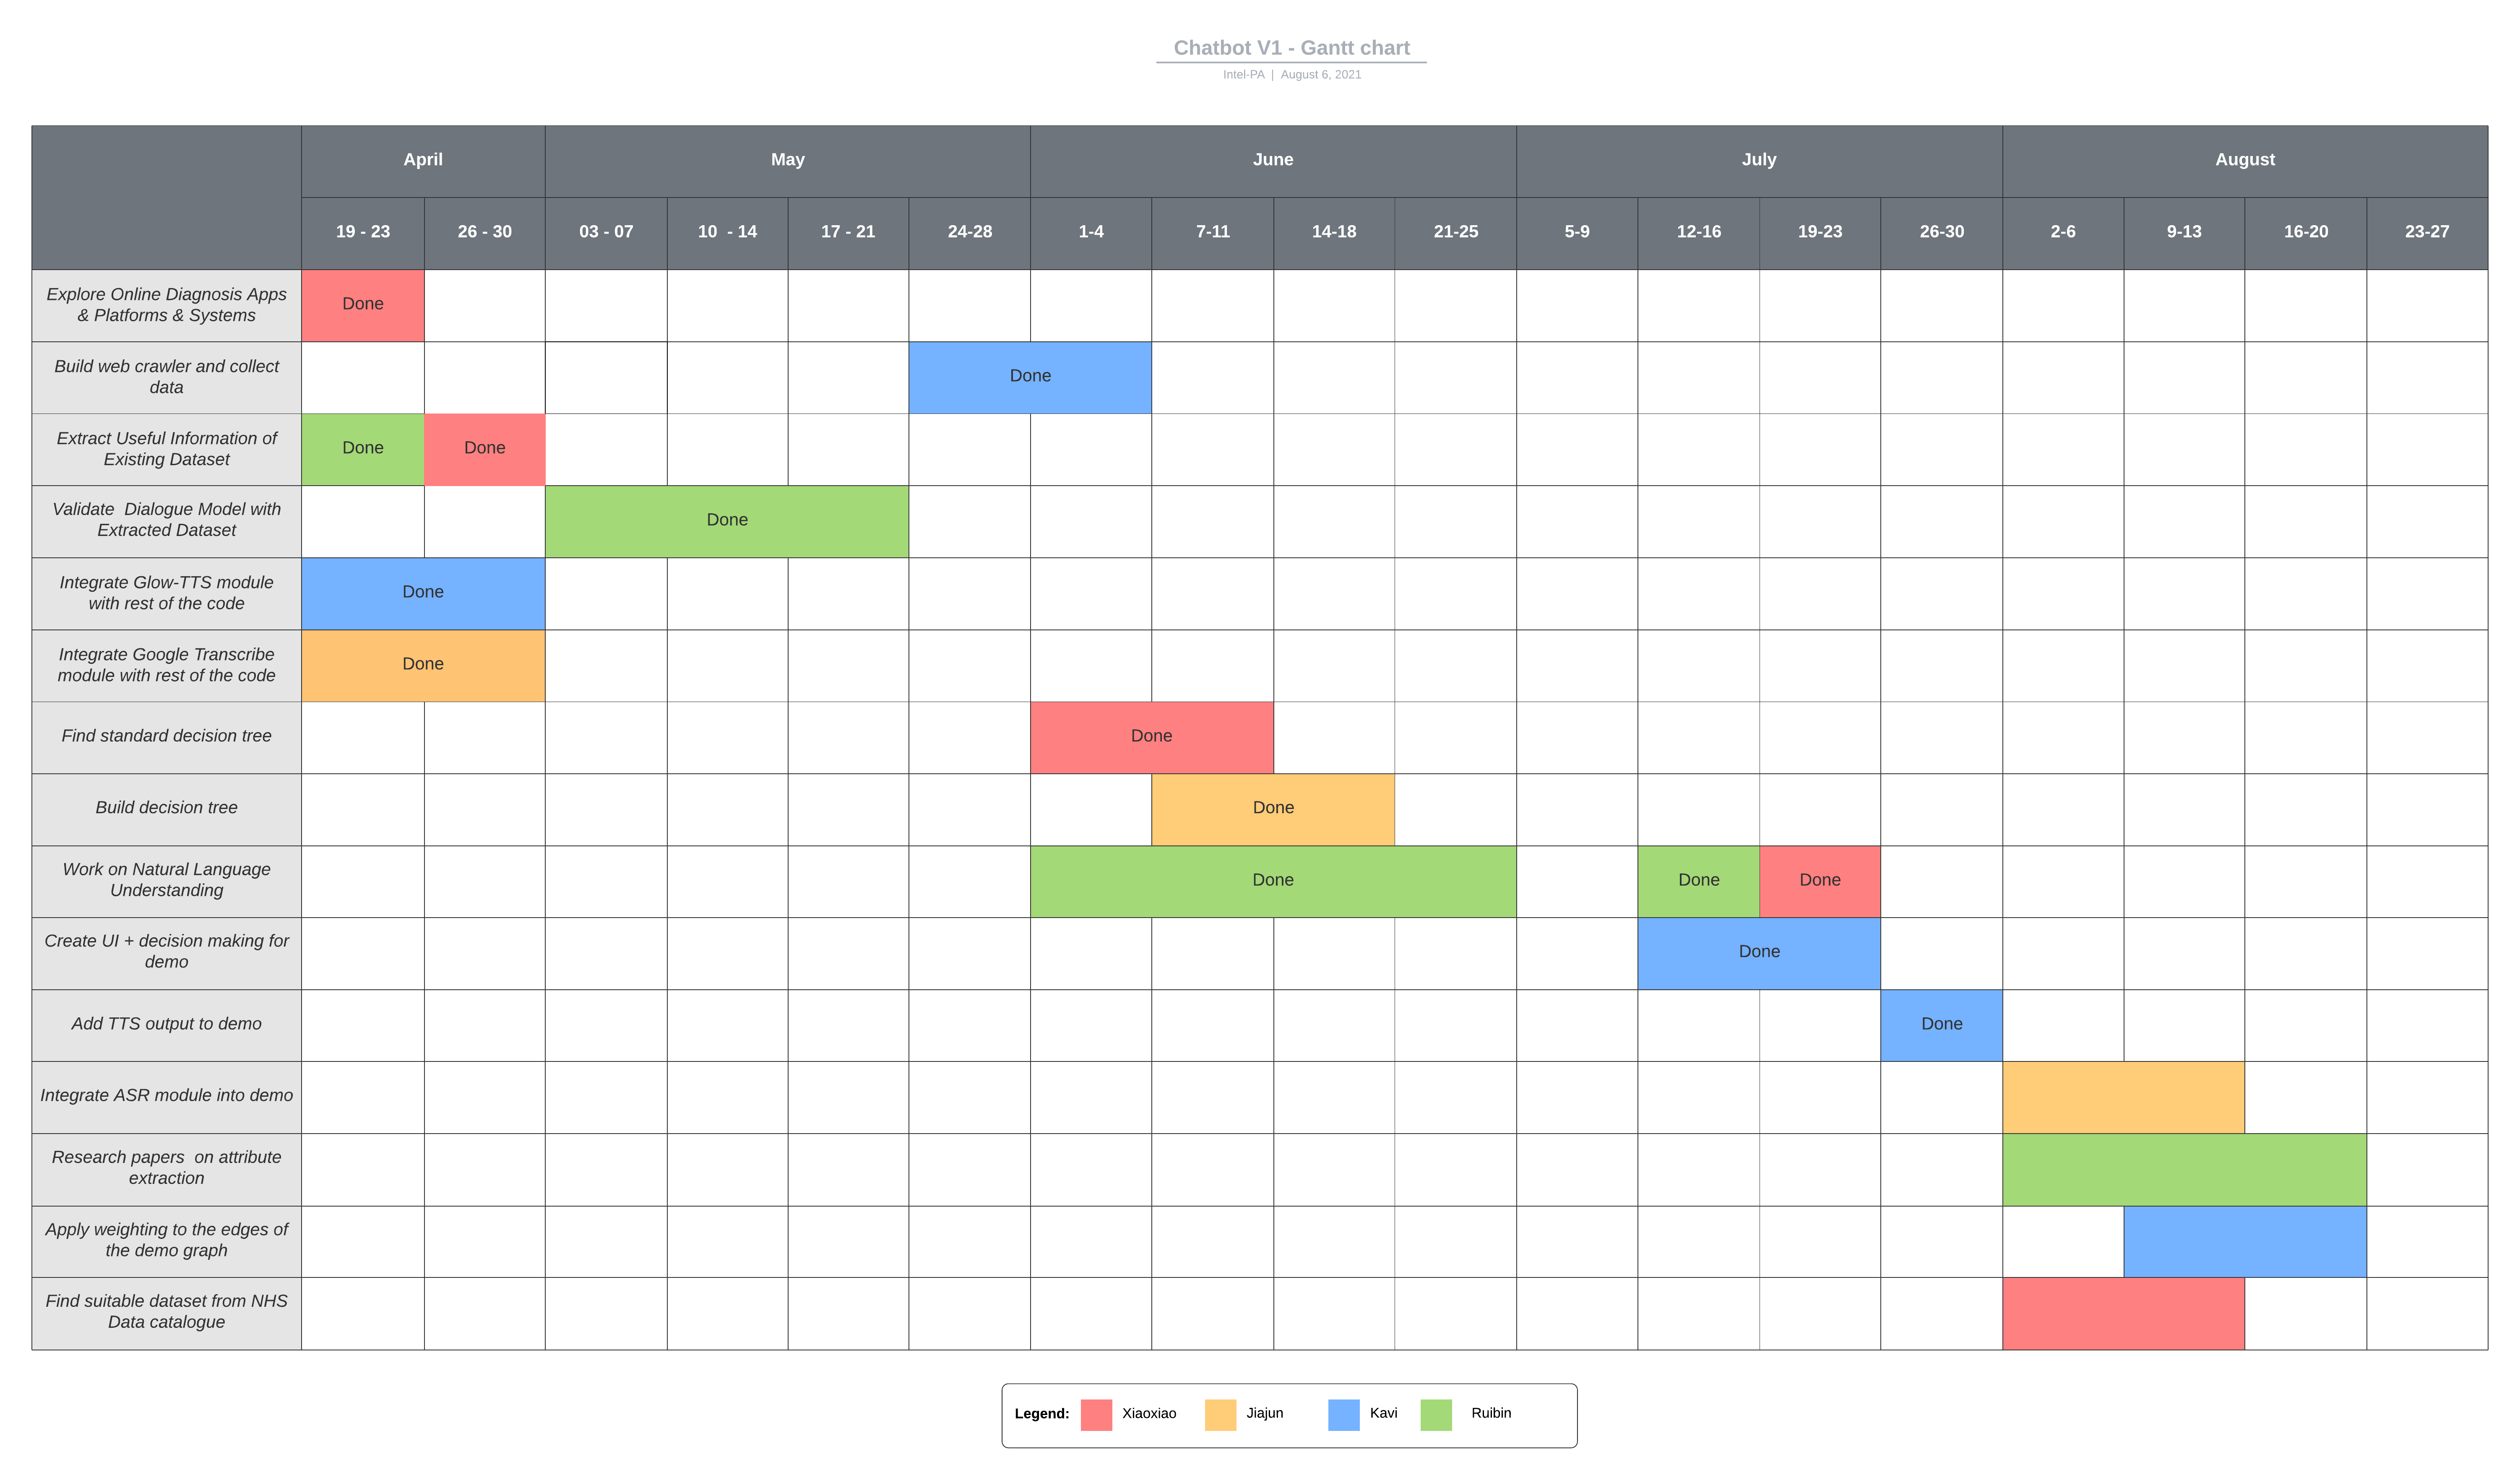 Chatbot V1 - Gantt chart
Intel-PA | August 6, 2021
April May June July August
19 - 23 26 - 30 03 - 07 10  - 14 17 - 21 24-28 1-4 7-11 14-18 21-25 5-9 12-16 19-23 26-30 2-6 9-13 16-20 23-27
Explore Online Diagnosis Apps
& Platforms & Systems
Done
Build web crawler and collect
data
Done
Extract Useful Information of
Existing Dataset
Done Done
Validate  Dialogue Model with
Extracted Dataset
Done
Integrate Glow-TTS module
with rest of the code
Done
Integrate Google Transcribe
module with rest of the code
Done
Find standard decision tree
Done
Build decision tree
Done
Work on Natural Language
Understanding
Done Done Done
Create UI + decision making for
demo
Done
Add TTS output to demo
Done
Integrate ASR module into demo
Research papers  on attribute
extraction
Apply weighting to the edges of
the demo graph
Find suitable dataset from NHS
Data catalogue
Legend: Xiaoxiao Jiajun Kavi Ruibin